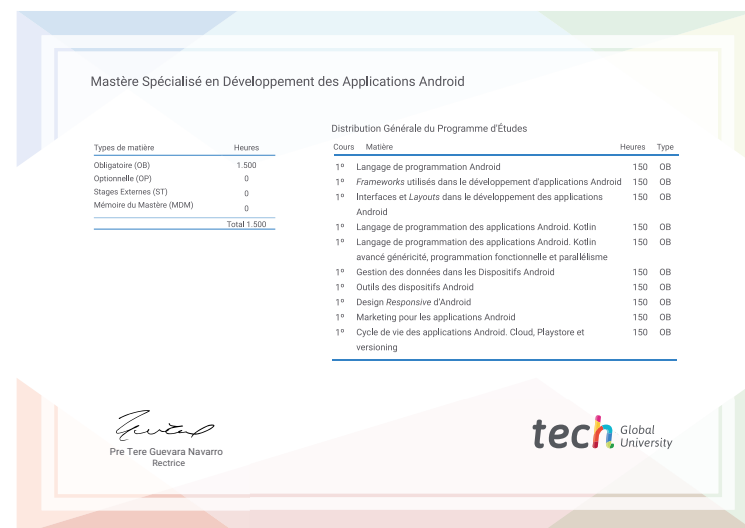 Mastère Spécialisé en Développement des Applications Android
Types de matière Heures
Obligatoire (OB) 1.500
Optionnelle (OP) 0
Stages Externes (ST) 0
Mémoire du Mastère (MDM) 0
Total 1.500
Distribution Générale du Programme d'Études
Cours Matière Heures Type
1º Langage de programmation Android 150 OB
1º Frameworks utilisés dans le développement d'applications Android 150 OB
1º Interfaces et Layouts dans le développement des applications 150 OB
Android
1º Langage de programmation des applications Android. Kotlin 150 OB
1º Langage de programmation des applications Android. Kotlin 150 OB
avancé généricité, programmation fonctionnelle et parallélisme
1º Gestion des données dans les Dispositifs Android 150 OB
1º Outils des dispositifs Android 150 OB
1º Design Responsive d'Android 150 OB
1º Marketing pour les applications Android 150 OB
1º Cycle de vie des applications Android. Cloud, Playstore et 150 OB
versioning
Pre Tere Guevara Navarro
Rectrice
tech Global
University